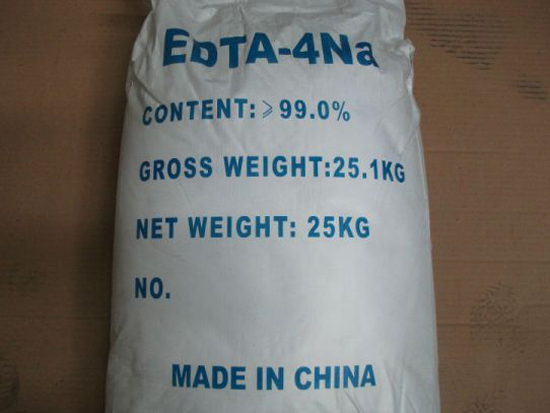 EDTA-4Na
CONTENT:⩾99.0%
GROSS WEIGHT:25.1KG
NET WEIGHT: 25KG
NO.
MADE IN CHINA